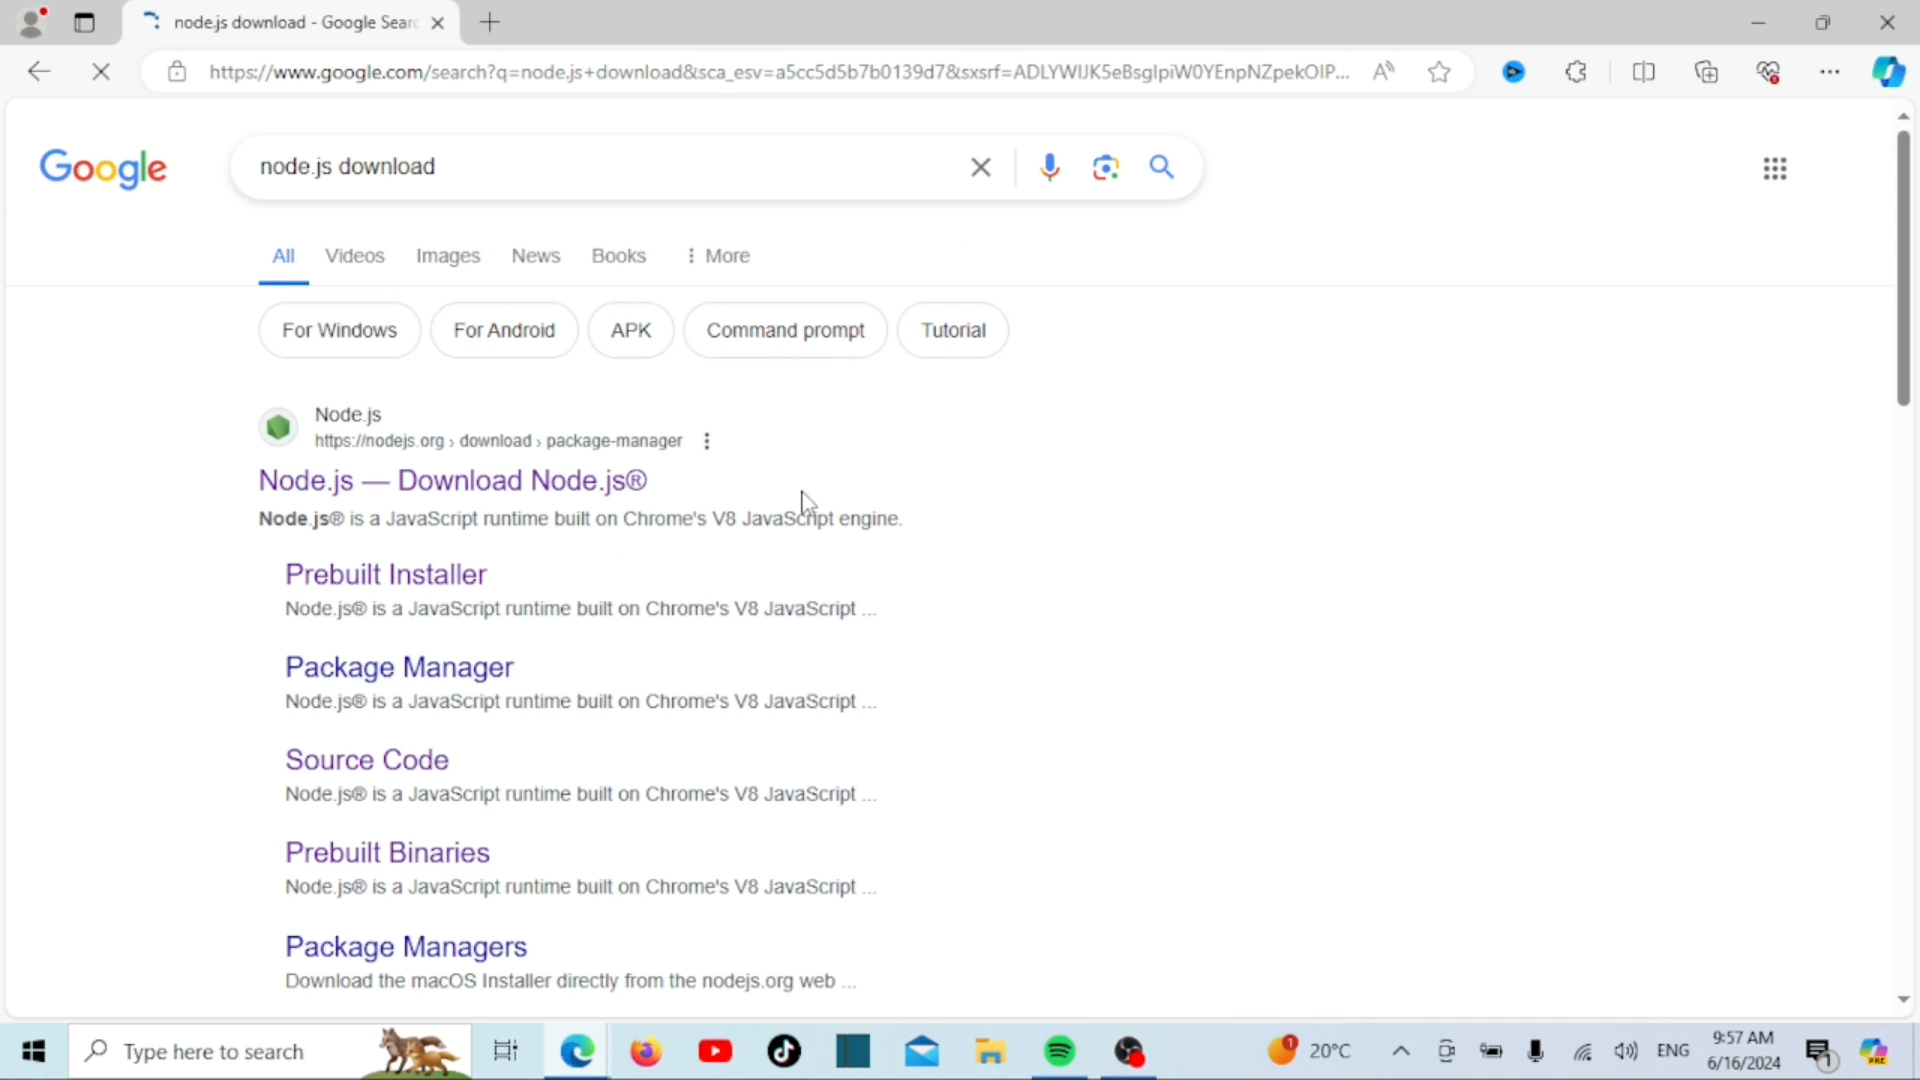 node.js download - Google Sear
https://www.google.com/search?q=node.js+download&sca_esv=a5cc5d5b7b0139d7&sxsrf=ADLYWIJK5eBsglpiW0YEnpNZpekOlP...
Google
node.js download
All Videos Images News Books More
For Windows For Android APK Command prompt Tutorial
Node.js
https://nodejs.org › download › package-manager
Node.js — Download Node.js®
Node.js® is a JavaScript runtime built on Chrome's V8 JavaScript engine.
Prebuilt Installer
Node.js® is a JavaScript runtime built on Chrome's V8 JavaScript ...
Package Manager
Node.js® is a JavaScript runtime built on Chrome's V8 JavaScript ...
Source Code
Node.js® is a JavaScript runtime built on Chrome's V8 JavaScript ...
Prebuilt Binaries
Node.js® is a JavaScript runtime built on Chrome's V8 JavaScript ...
Package Managers
Download the macOS Installer directly from the nodejs.org web ...
Type here to search
1
20°C
ENG
9:57 AM
6/16/2024
1
PRE